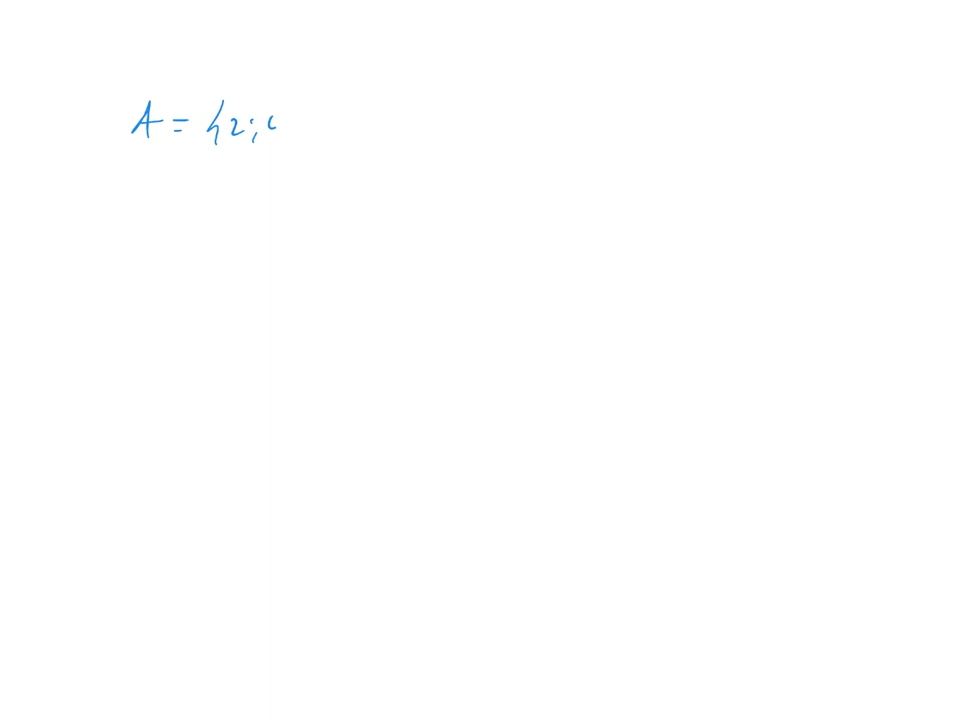 A = {2;